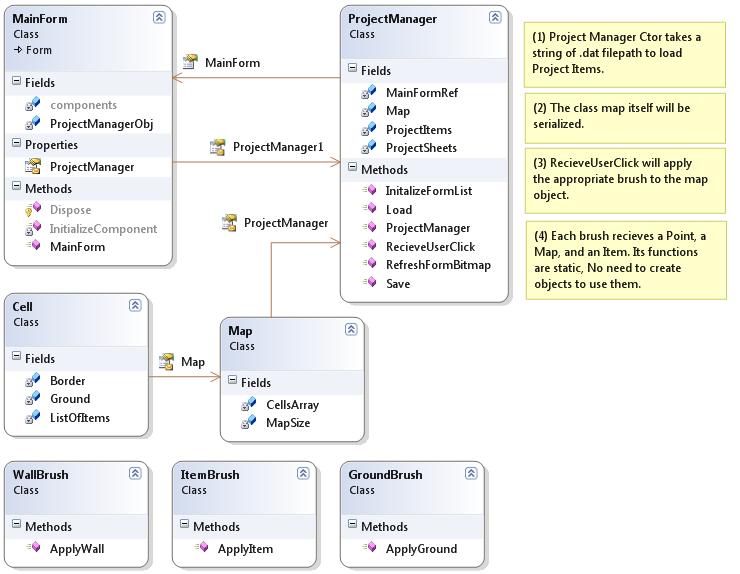 MainForm
Class
Form
Fields
components
ProjectManagerObj
Properties
ProjectManager
Methods
Dispose
InitializeComponent
MainForm
MainForm
ProjectManager1
ProjectManager
ProjectManager
Class
Fields
MainFormRef
Map
ProjectItems
ProjectSheets
Methods
InitalizeFormList
Load
ProjectManager
RecieveUserClick
RefreshFormBitmap
Save
(1) Project Manager Ctor takes a
string of .dat filepath to load
Project Items.
(2) The class map itself will be
serialized.
(3) RecieveUserClick will apply
the appropriate brush to the map
object.
(4) Each brush recieves a Point, a
Map, and an Item. Its functions
are static, No need to create
objects to use them.
Cell
Class
Fields
Border
Ground
ListOfItems
Map
Map
Class
Fields
CellsArray
MapSize
WallBrush
Class
Methods
ApplyWall
ItemBrush
Class
Methods
ApplyItem
GroundBrush
Class
Methods
ApplyGround